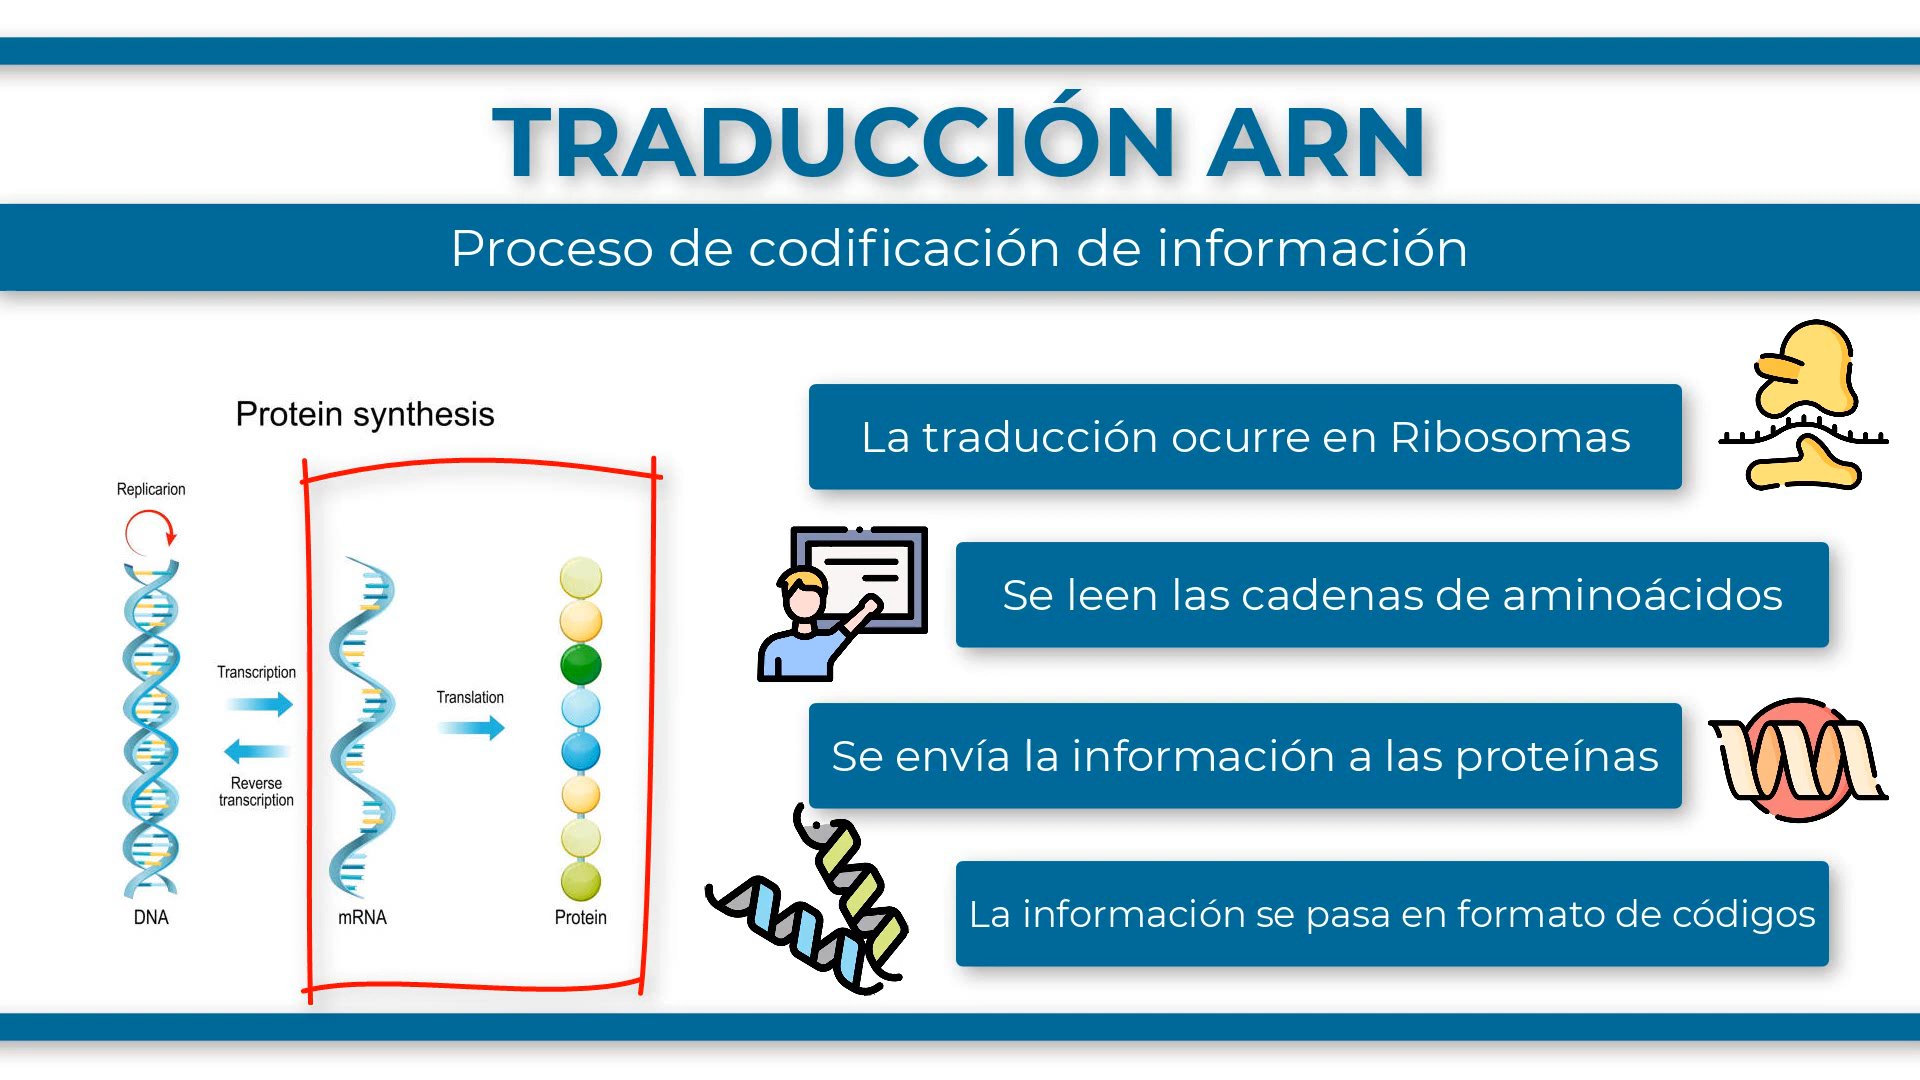 TRADUCCIÓN ARN
Proceso de codificación de información
Protein synthesis
Replicarion
Transcription
Reverse
transcription
Translation
DNA
mRNA
Protein
La traducción ocurre en Ribosomas
Se leen las cadenas de aminoácidos
Se envía la información a las proteínas
La información se pasa en formato de códigos